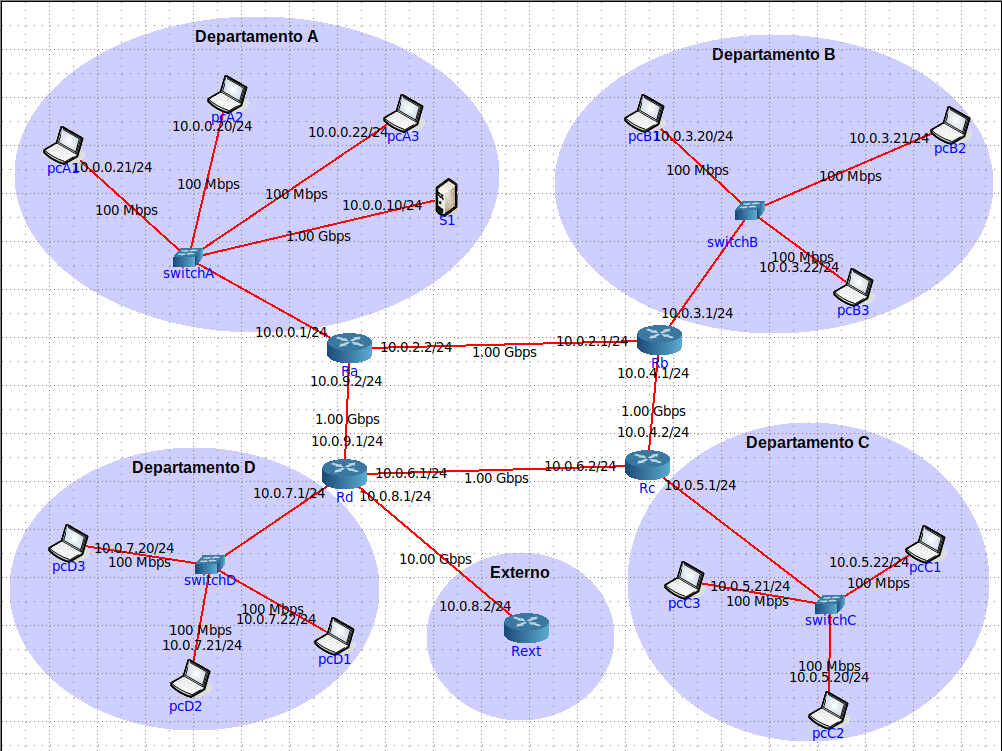 Departamento A
pcA2
10.0.0.20/24
pcA3
10.0.0.22/24
pcA1
10.0.0.21/24
100 Mbps
100 Mbps
100 Mbps
10.0.0.10/24
S1
1.00 Gbps
switchA
10.0.0.1/24
Departamento B
pcB1
10.0.3.20/24
10.0.3.21/24
pcB2
100 Mbps
100 Mbps
switchB
100 Mbps
10.0.3.22/24
pcB3
10.0.3.1/24
Ra
10.0.2.2/24
1.00 Gbps
10.0.2.1/24
Rb
10.0.9.2/24
1.00 Gbps
10.0.9.1/24
10.0.4.1/24
1.00 Gbps
10.0.4.2/24
Departamento D
10.0.7.1/24
Rd
10.0.6.1/24
1.00 Gbps
10.0.6.2/24
Rc
10.0.8.1/24
10.0.5.1/24
Departamento C
pcD3
10.0.7.20/24
100 Mbps
switchD
100 Mbps
10.0.7.22/24
100 Mbps
10.0.7.21/24
pcD1
pcD2
10.00 Gbps
Externo
10.0.8.2/24
Rext
10.0.5.22/24
pcC1
100 Mbps
pcC3
10.0.5.21/24
100 Mbps
switchC
100 Mbps
10.0.5.20/24
pcC2